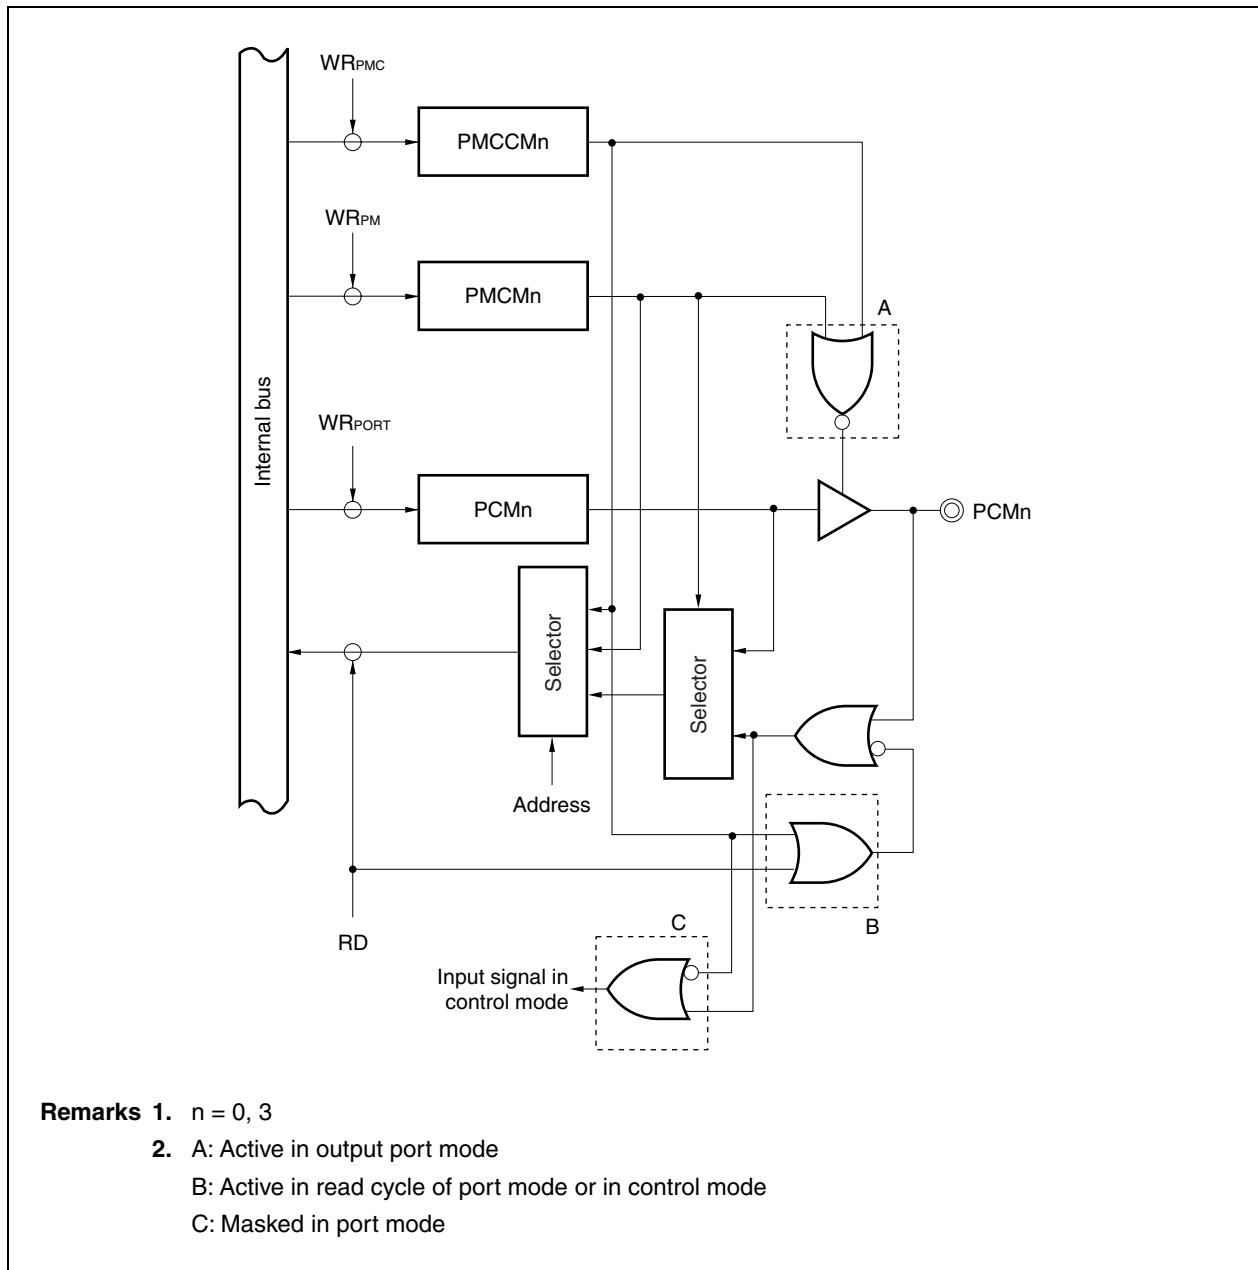 WRPMC
PMCCMn
WRPM
PMCMn
A
Internal bus
WRPORT
PCMn
PCMn
Selector
Selector
Address
RD
B
C
Input signal in
control mode
Remarks 1. n = 0, 3
2. A: Active in output port mode
B: Active in read cycle of port mode or in control mode
C: Masked in port mode